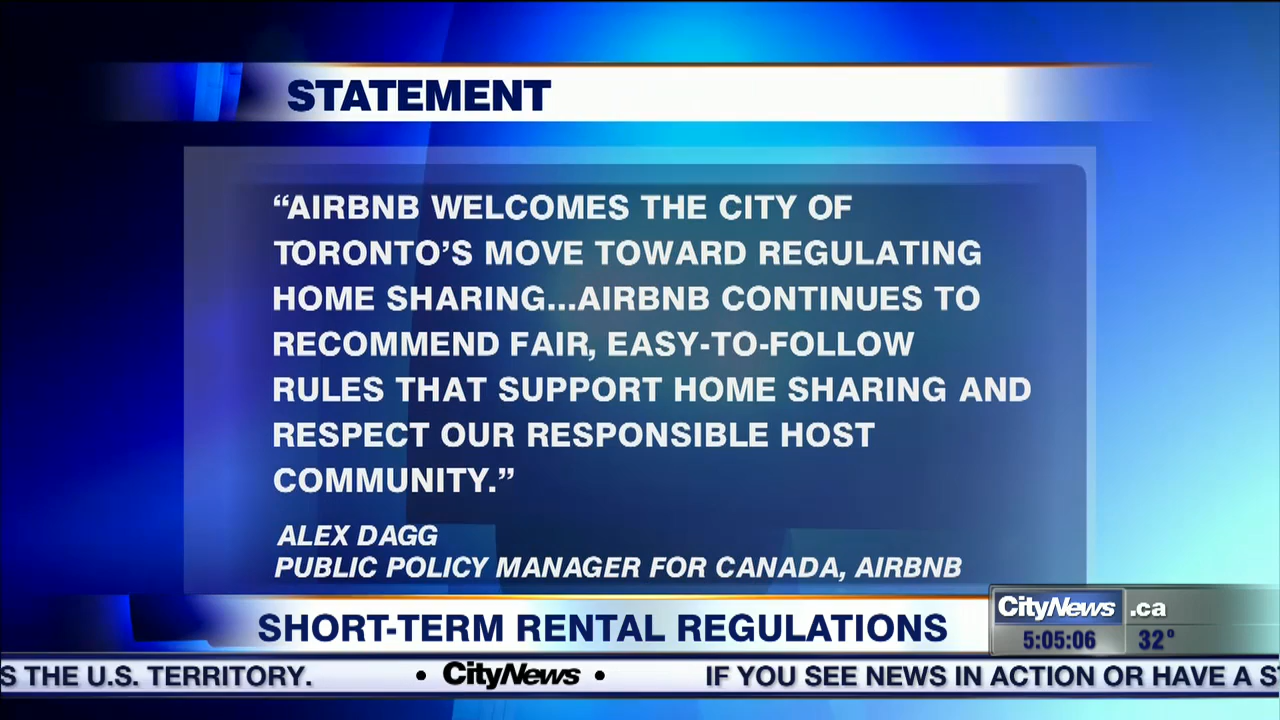 STATEMENT
“AIRBNB WELCOMES THE CITY OF
TORONTO’S MOVE TOWARD REGULATING
HOME SHARING...AIRBNB CONTINUES TO
RECOMMEND FAIR, EASY-TO-FOLLOW
RULES THAT SUPPORT HOME SHARING AND
RESPECT OUR RESPONSIBLE HOST
COMMUNITY.”
ALEX DAGG
PUBLIC POLICY MANAGER FOR CANADA, AIRBNB
SHORT-TERM RENTAL REGULATIONS
CityNews .ca
5:05:06 32°
S THE U.S. TERRITORY. • CityNews • IF YOU SEE NEWS IN ACTION OR HAVE A S